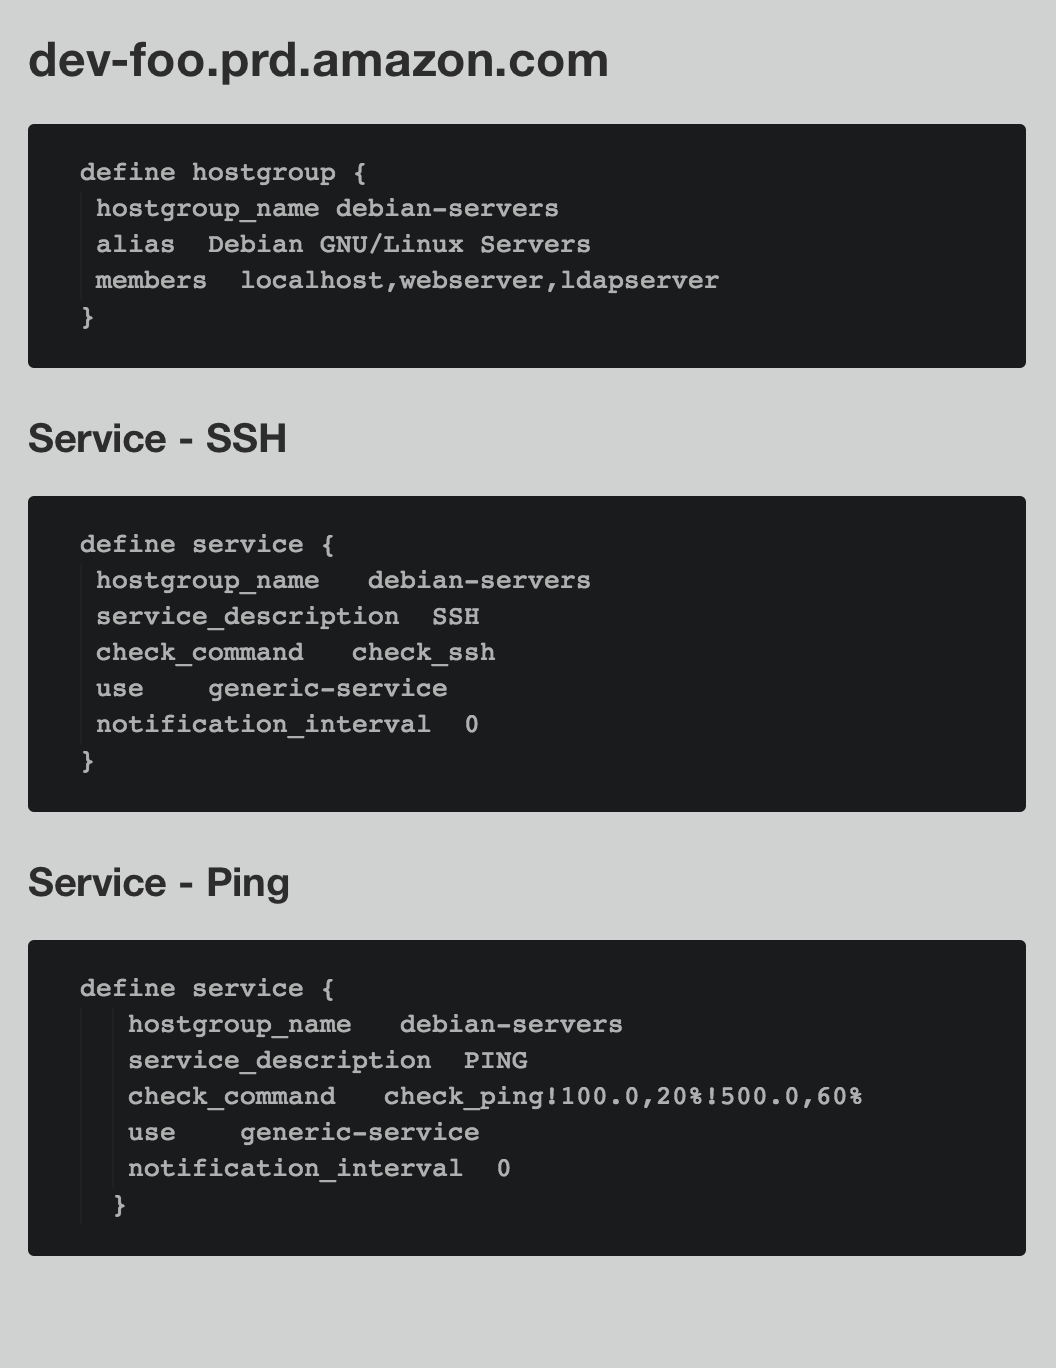 dev-foo.prd.amazon.com
define hostgroup {
hostgroup_name debian-servers
alias  Debian GNU/Linux Servers
members  localhost,webserver,ldapserver
}
Service - SSH
define service {
hostgroup_name   debian-servers
service_description  SSH
check_command   check_ssh
use    generic-service
notification_interval  0
}
Service - Ping
define service {
hostgroup_name   debian-servers
service_description  PING
check_command   check_ping!100.0,20%!500.0,60%
use    generic-service
notification_interval  0
}